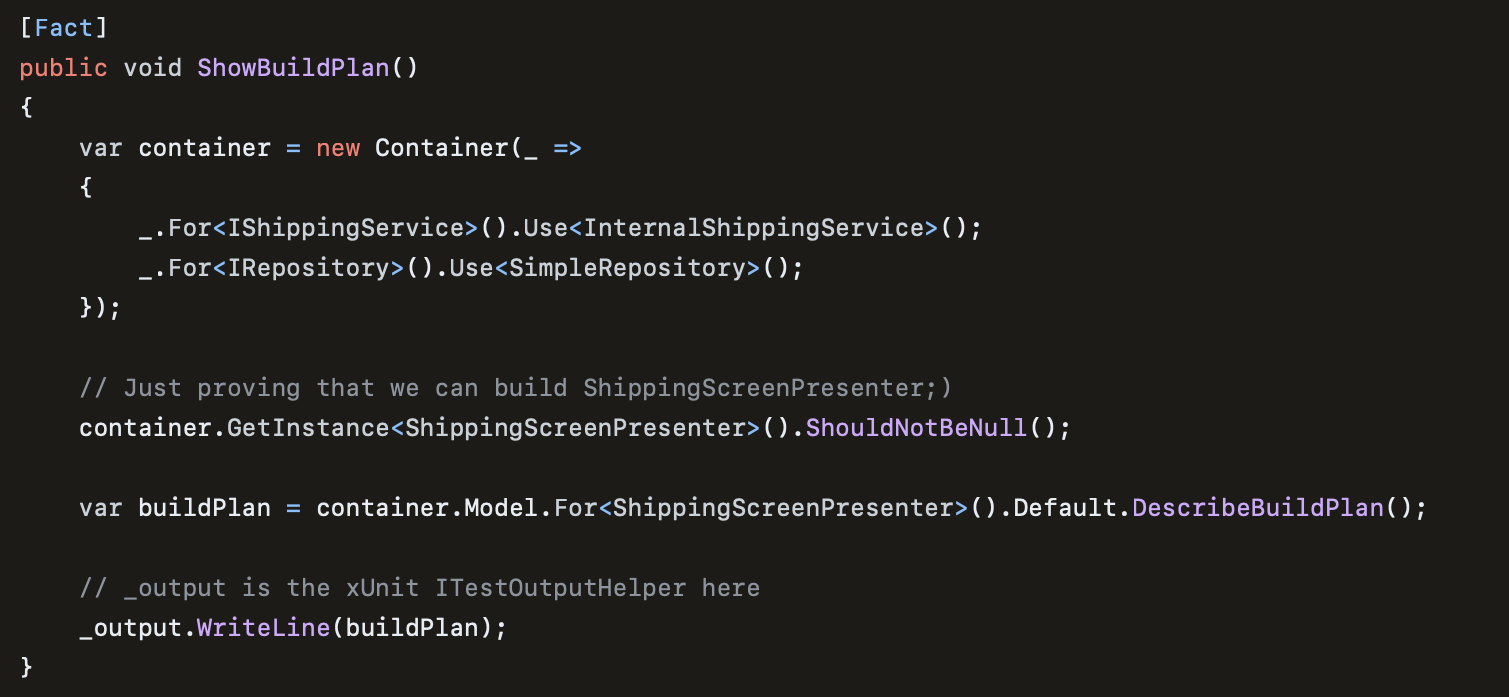 [Fact]
public void ShowBuildPlan()
{
    var container = new Container(_ =>
    {
        _.For<IShippingService>().Use<InternalShippingService>();
        _.For<IRepository>().Use<SimpleRepository>();
    });

    // Just proving that we can build ShippingScreenPresenter;)
    container.GetInstance<ShippingScreenPresenter>().ShouldNotBeNull();

    var buildPlan = container.Model.For<ShippingScreenPresenter>().Default.DescribeBuildPlan();

    // _output is the xUnit ITestOutputHelper here
    _output.WriteLine(buildPlan);
}